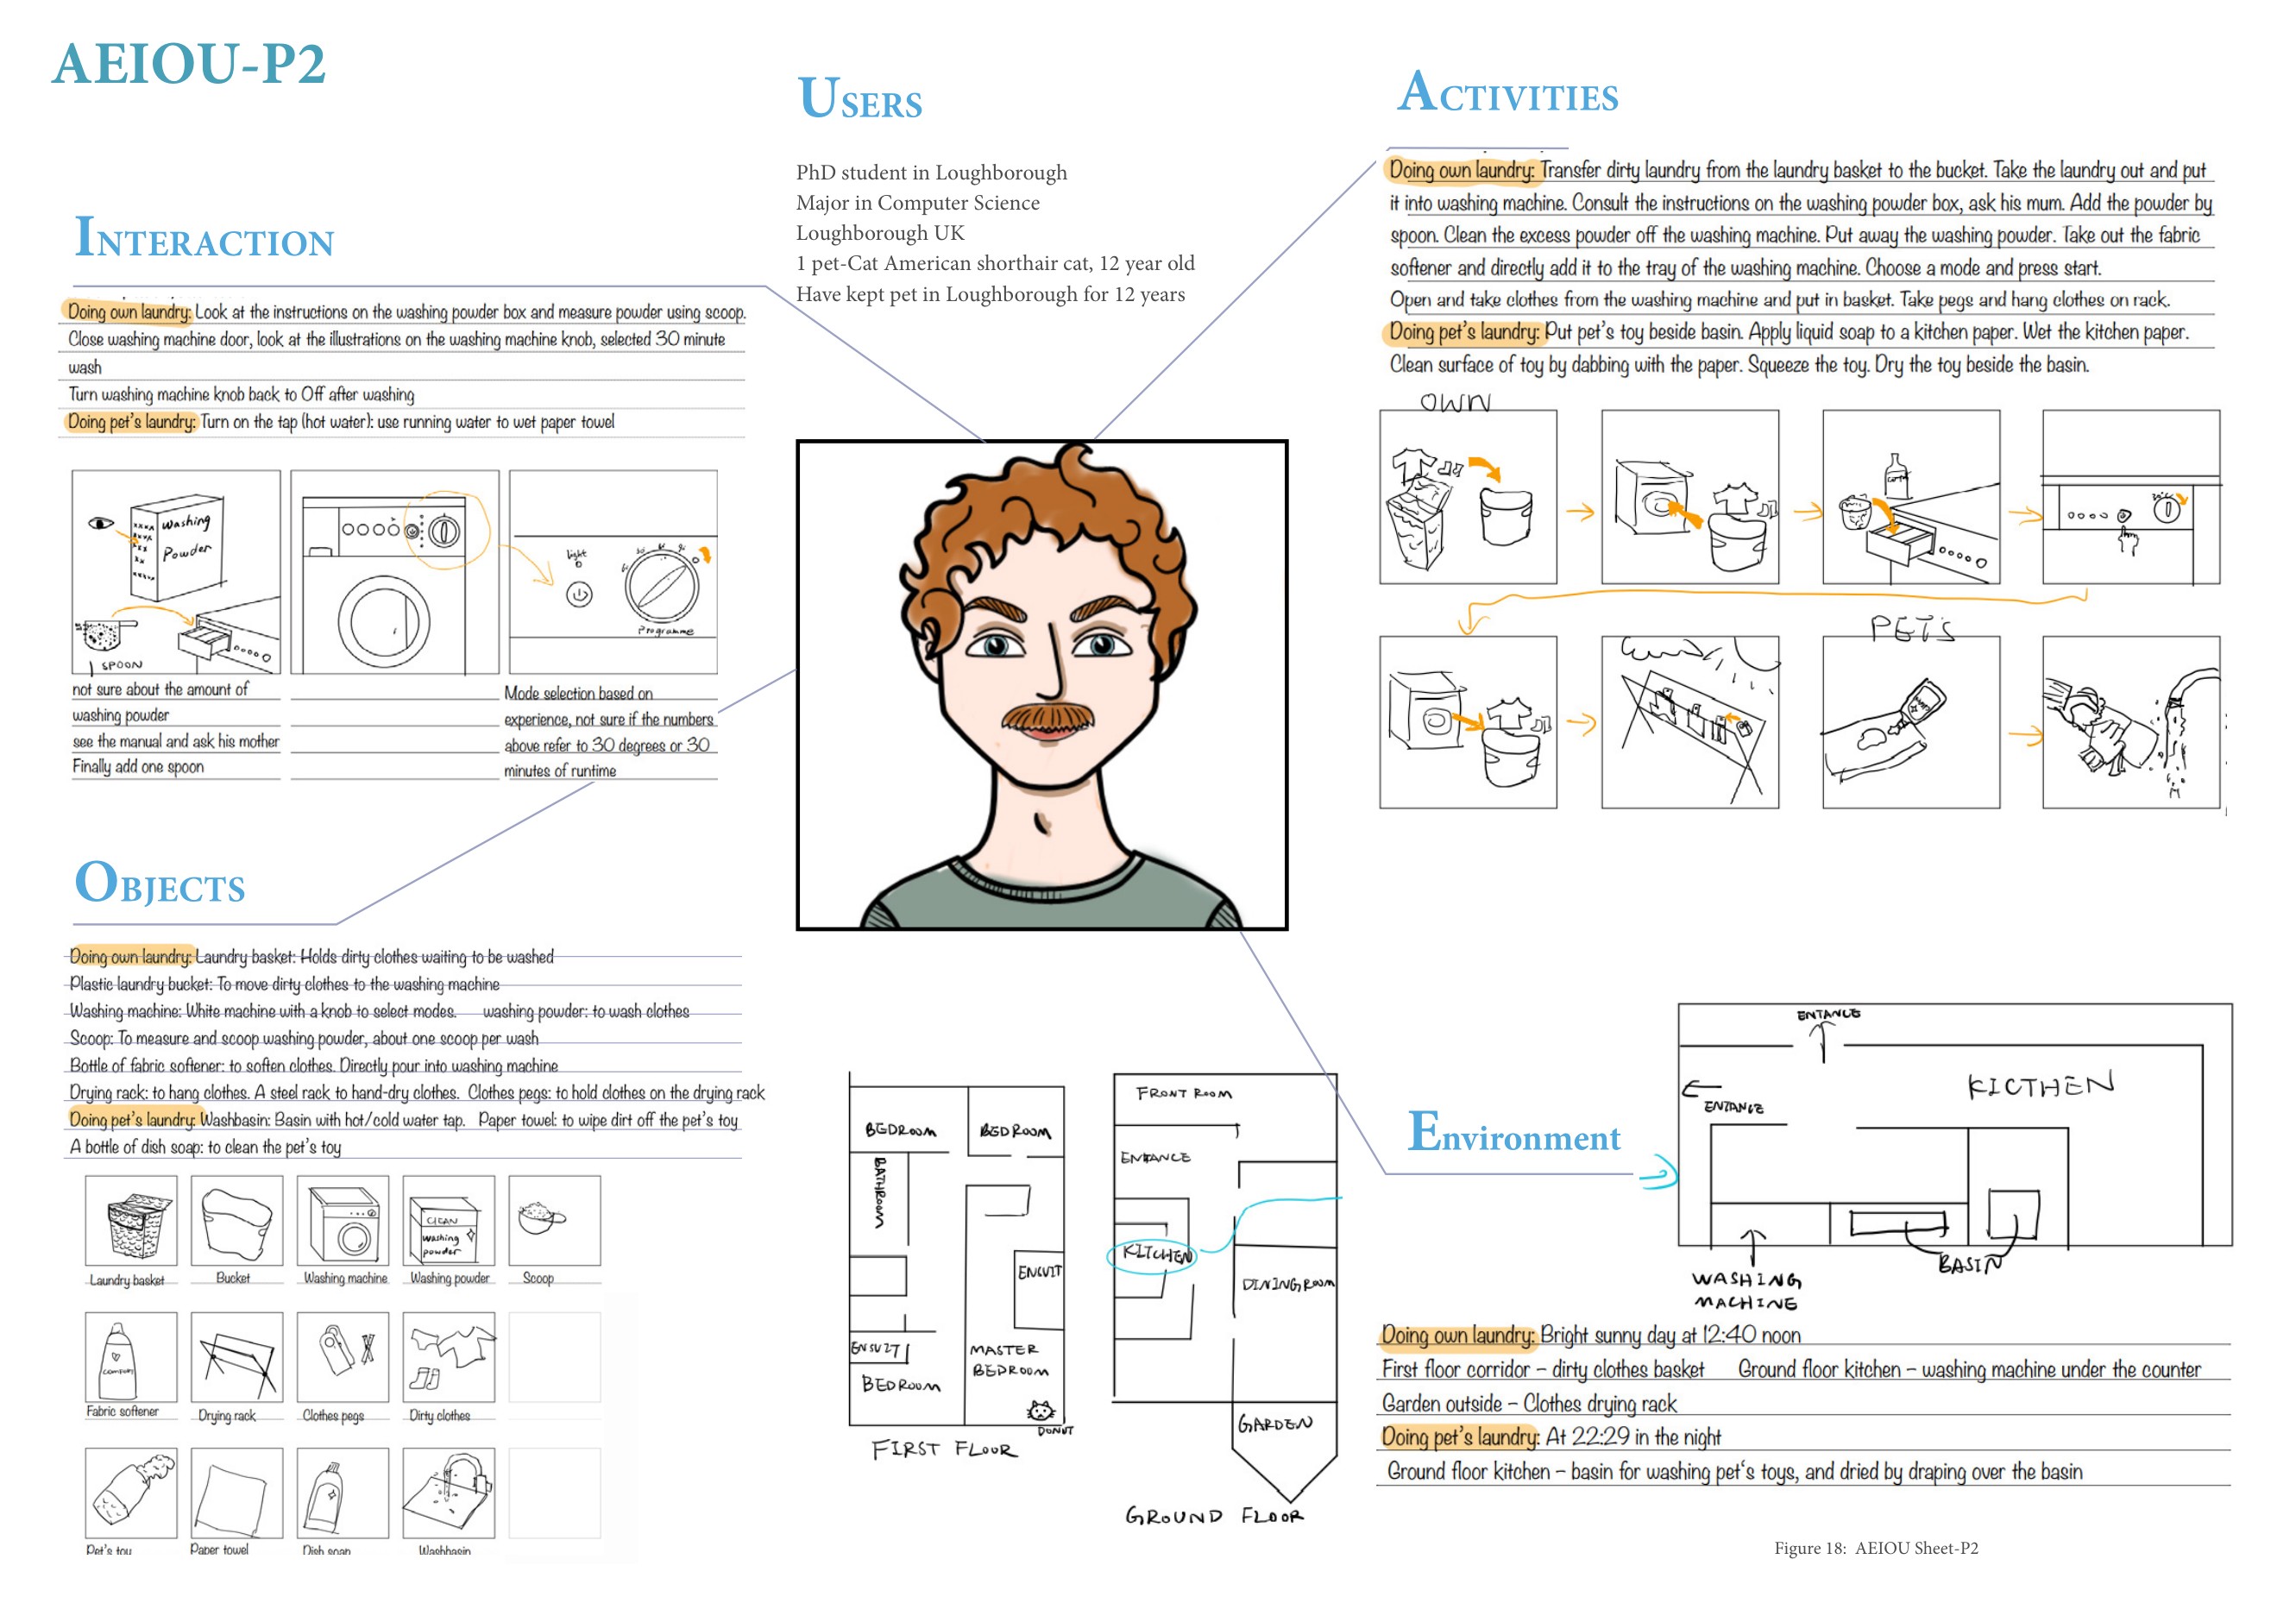 AEIOU-P2
USERS
PhD student in Loughborough
Major in Computer Science
Loughborough UK
1 pet-Cat American shorthair cat, 12 year old
Have kept pet in Loughborough for 12 years
INTERACTION
Doing own laundry: Look at the instructions on the washing powder box and measure powder using scoop.
Close washing machine door, look at the illustrations on the washing machine knob, selected 30 minute
wash
Turn washing machine knob back to Off after washing
Doing pet's laundry: Turn on the tap (hot water): use running water to wet paper towel
Washing
Powder
1 SPOON
light
Programme
not sure about the amount of
washing powder
see the manual and ask his mother
Finally add one spoon
Mode selection based on
experience, not sure if the numbers
above refer to 30 degrees or 30
minutes of runtime
ACTIVITIES
Doing own laundry: Transfer dirty laundry from the laundry basket to the bucket. Take the laundry out and put
it into washing machine. Consult the instructions on the washing powder box, ask his mum. Add the powder by
spoon. Clean the excess powder off the washing machine. Put away the washing powder. Take out the fabric
softener and directly add it to the tray of the washing machine. Choose a mode and press start.
Open and take clothes from the washing machine and put in basket. Take pegs and hang clothes on rack.
Doing pet's laundry: Put pet's toy beside basin. Apply liquid soap to a kitchen paper. Wet the kitchen paper.
Clean surface of toy by dabbing with the paper. Squeeze the toy. Dry the toy beside the basin.
OWN
PETS
OBJECTS
Doing own laundry: Laundry basket: Holds dirty clothes waiting to be washed
Plastic laundry bucket: To move dirty clothes to the washing machine
Washing machine: White machine with a knob to select modes. washing powder: to wash clothes
Scoop: To measure and scoop washing powder, about one scoop per wash
Bottle of fabric softener: to soften clothes. Directly pour into washing machine
Drying rack: to hang clothes. A steel rack to hand-dry clothes. Clothes pegs: to hold clothes on the drying rack
Doing pet's laundry: Washbasin: Basin with hot/cold water tap. Paper towel: to wipe dirt off the pet's toy
A bottle of dish soap: to clean the pet's toy
CLEAN
Washing
powder
Laundry basket
Bucket
Washing machine
Washing powder
Scoop
COMFORT
Fabric softener
Drying rack
Clothes pegs
Dirty clothes
Pet's toy
Paper towel
Dish soap
Washbasin
BEDROOM
BEDROOM
BATHROOM
ENSUIT
ENSUIT
BEDROOM
MASTER
BEDROOM
DONUT
FIRST FLOOR
FRONT ROOM
ENTANCE
KITCHEN
DININGROOM
GARDEN
GROUND FLOOR
Environment
ENTANCE
ENTANCE
KICTHEN
BASIN
WASHING
MACHINE
Doing own laundry: Bright sunny day at 12:40 noon
First floor corridor – dirty clothes basket Ground floor kitchen – washing machine under the counter
Garden outside – Clothes drying rack
Doing pet's laundry: At 22:29 in the night
Ground floor kitchen – basin for washing pet's toys, and dried by draping over the basin
Figure 18: AEIOU Sheet-P2